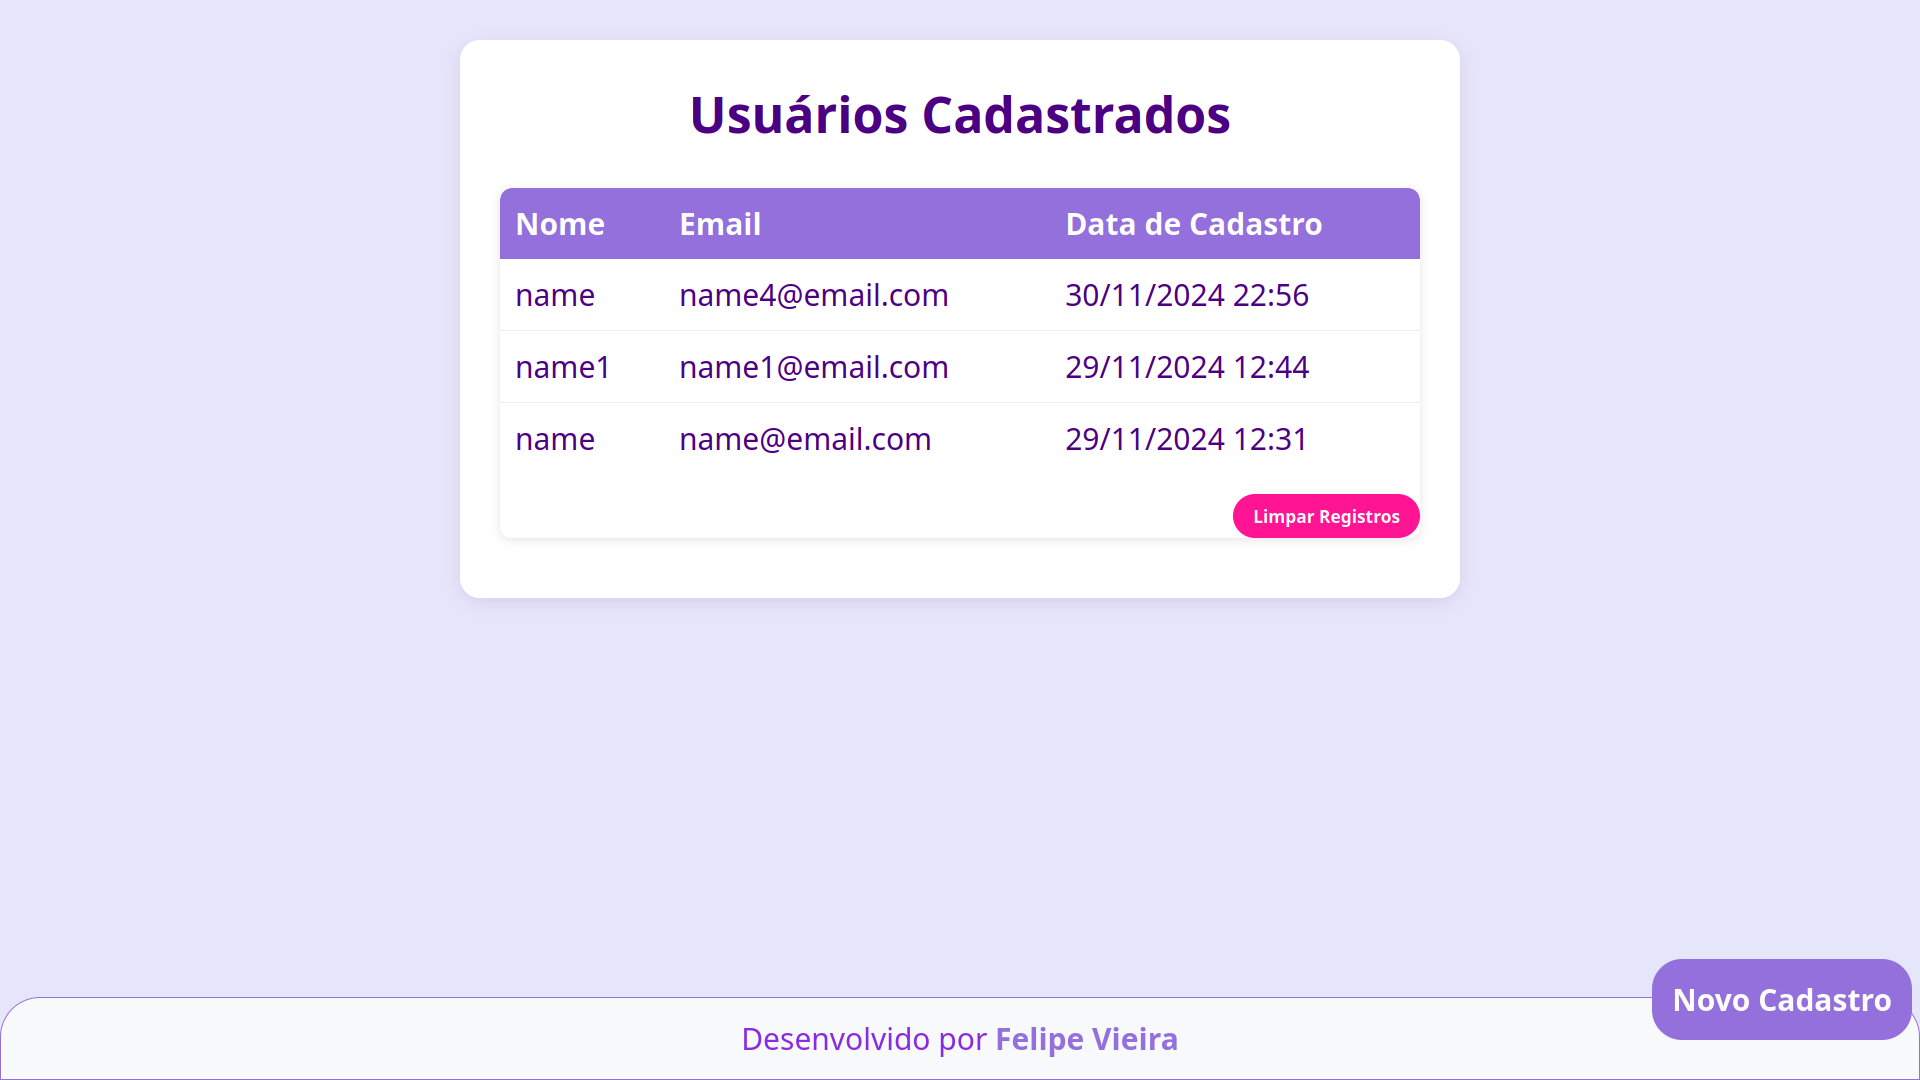 Usuários Cadastrados
Nome Email Data de Cadastro
name name4@email.com 30/11/2024 22:56
name1 name1@email.com 29/11/2024 12:44
name name@email.com 29/11/2024 12:31
Limpar Registros
Novo Cadastro
Desenvolvido por Felipe Vieira